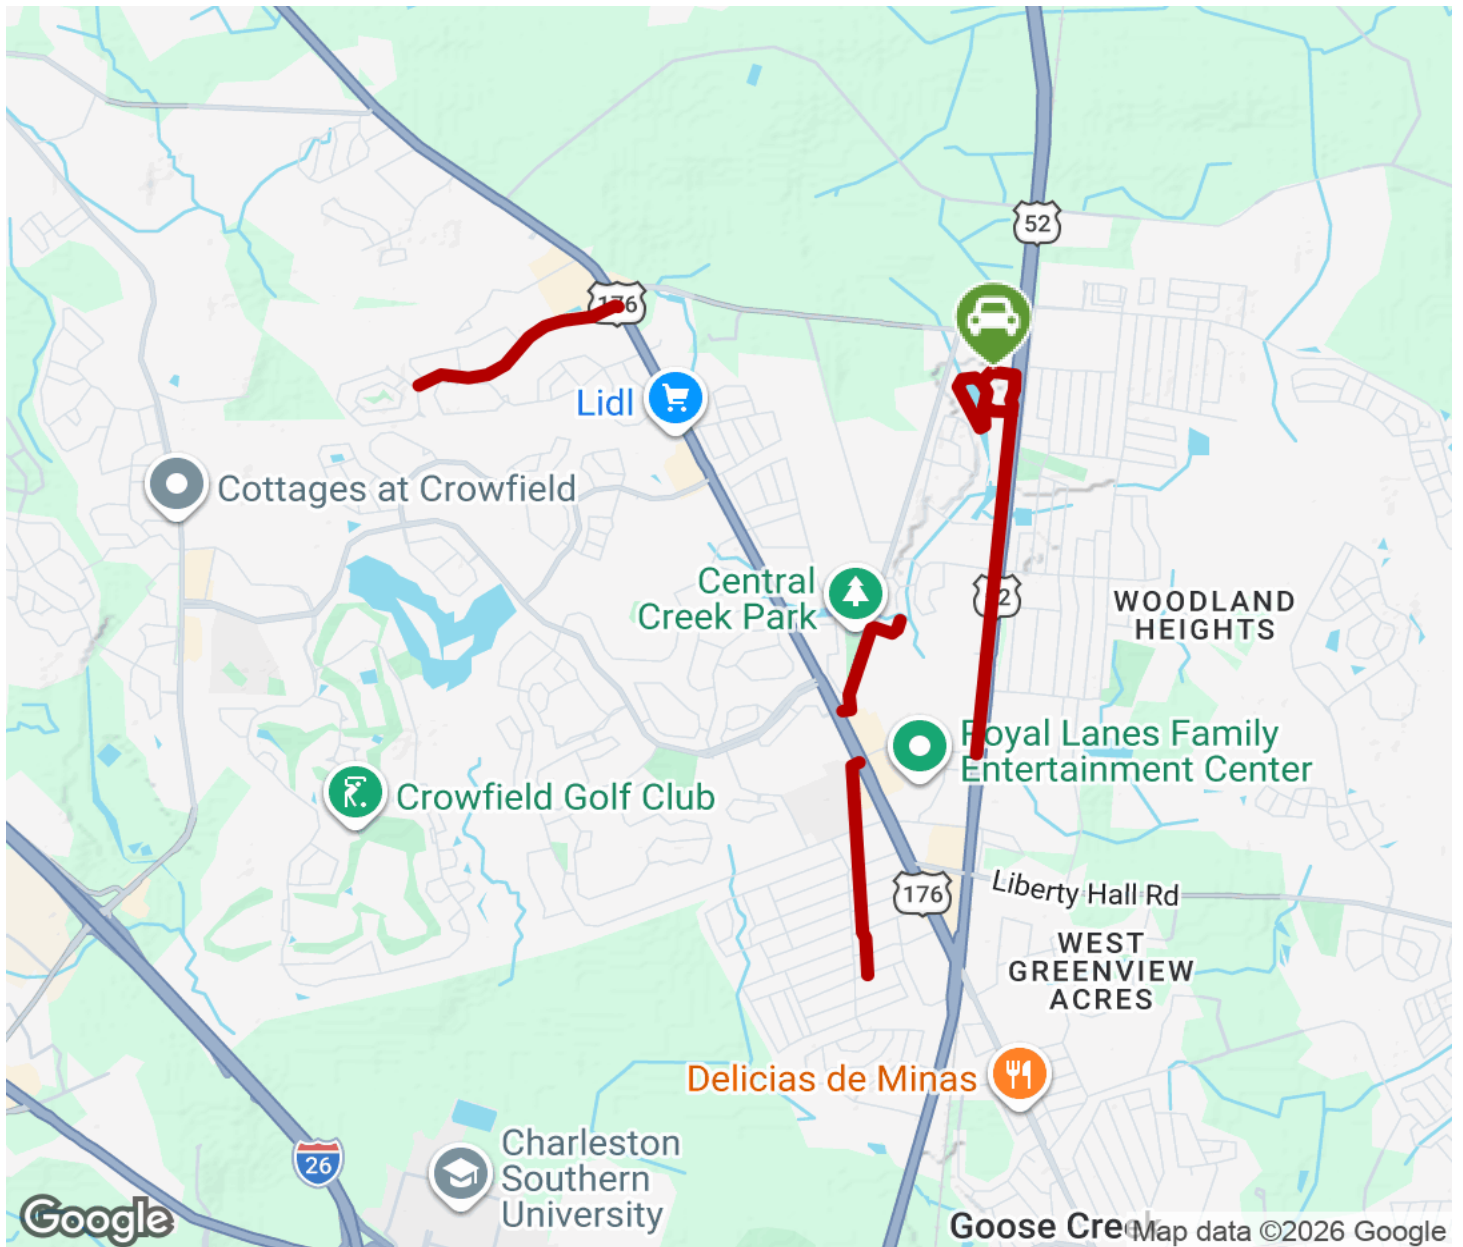 52
176
Lidl
Cottages at Crowfield
Central
Creek Park
WOODLAND
HEIGHTS
Royal Lanes Family
Entertainment Center
Crowfield Golf Club
176
Liberty Hall Rd
WEST
GREENVIEW
ACRES
Delicias de Minas
Charleston
Southern
University
26
Google
Goose Creek
Map data ©2026 Google